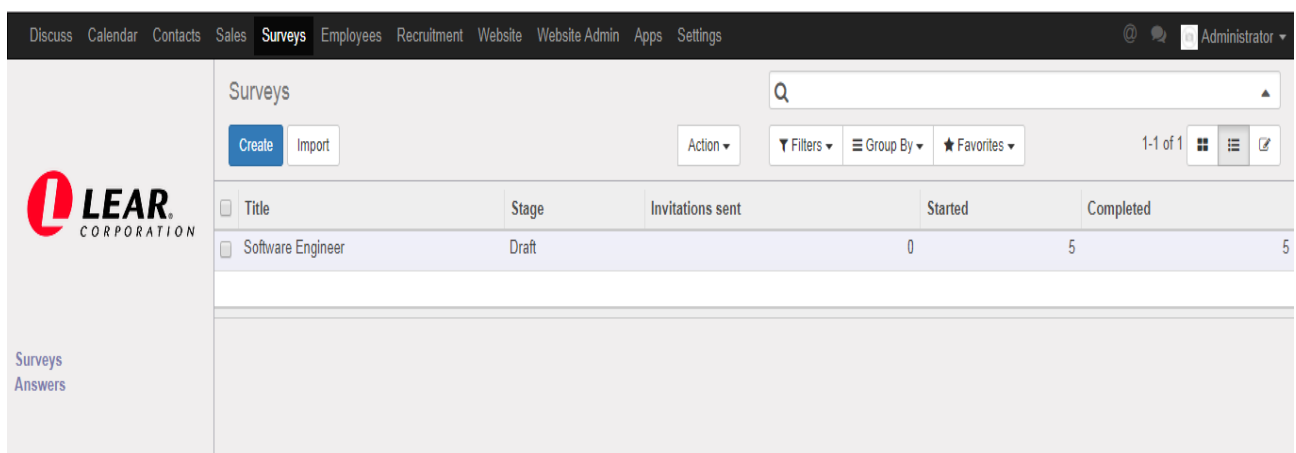 Discuss Calendar Contacts Sales Surveys Employees Recruitment Website Website Admin Apps Settings @ Administrator
Surveys
Create Import Action Filters Group By Favorites 1-1 of 1
LEAR.
CORPORATION
Title Stage Invitations sent Started Completed
Software Engineer Draft 0 5 5
Surveys
Answers